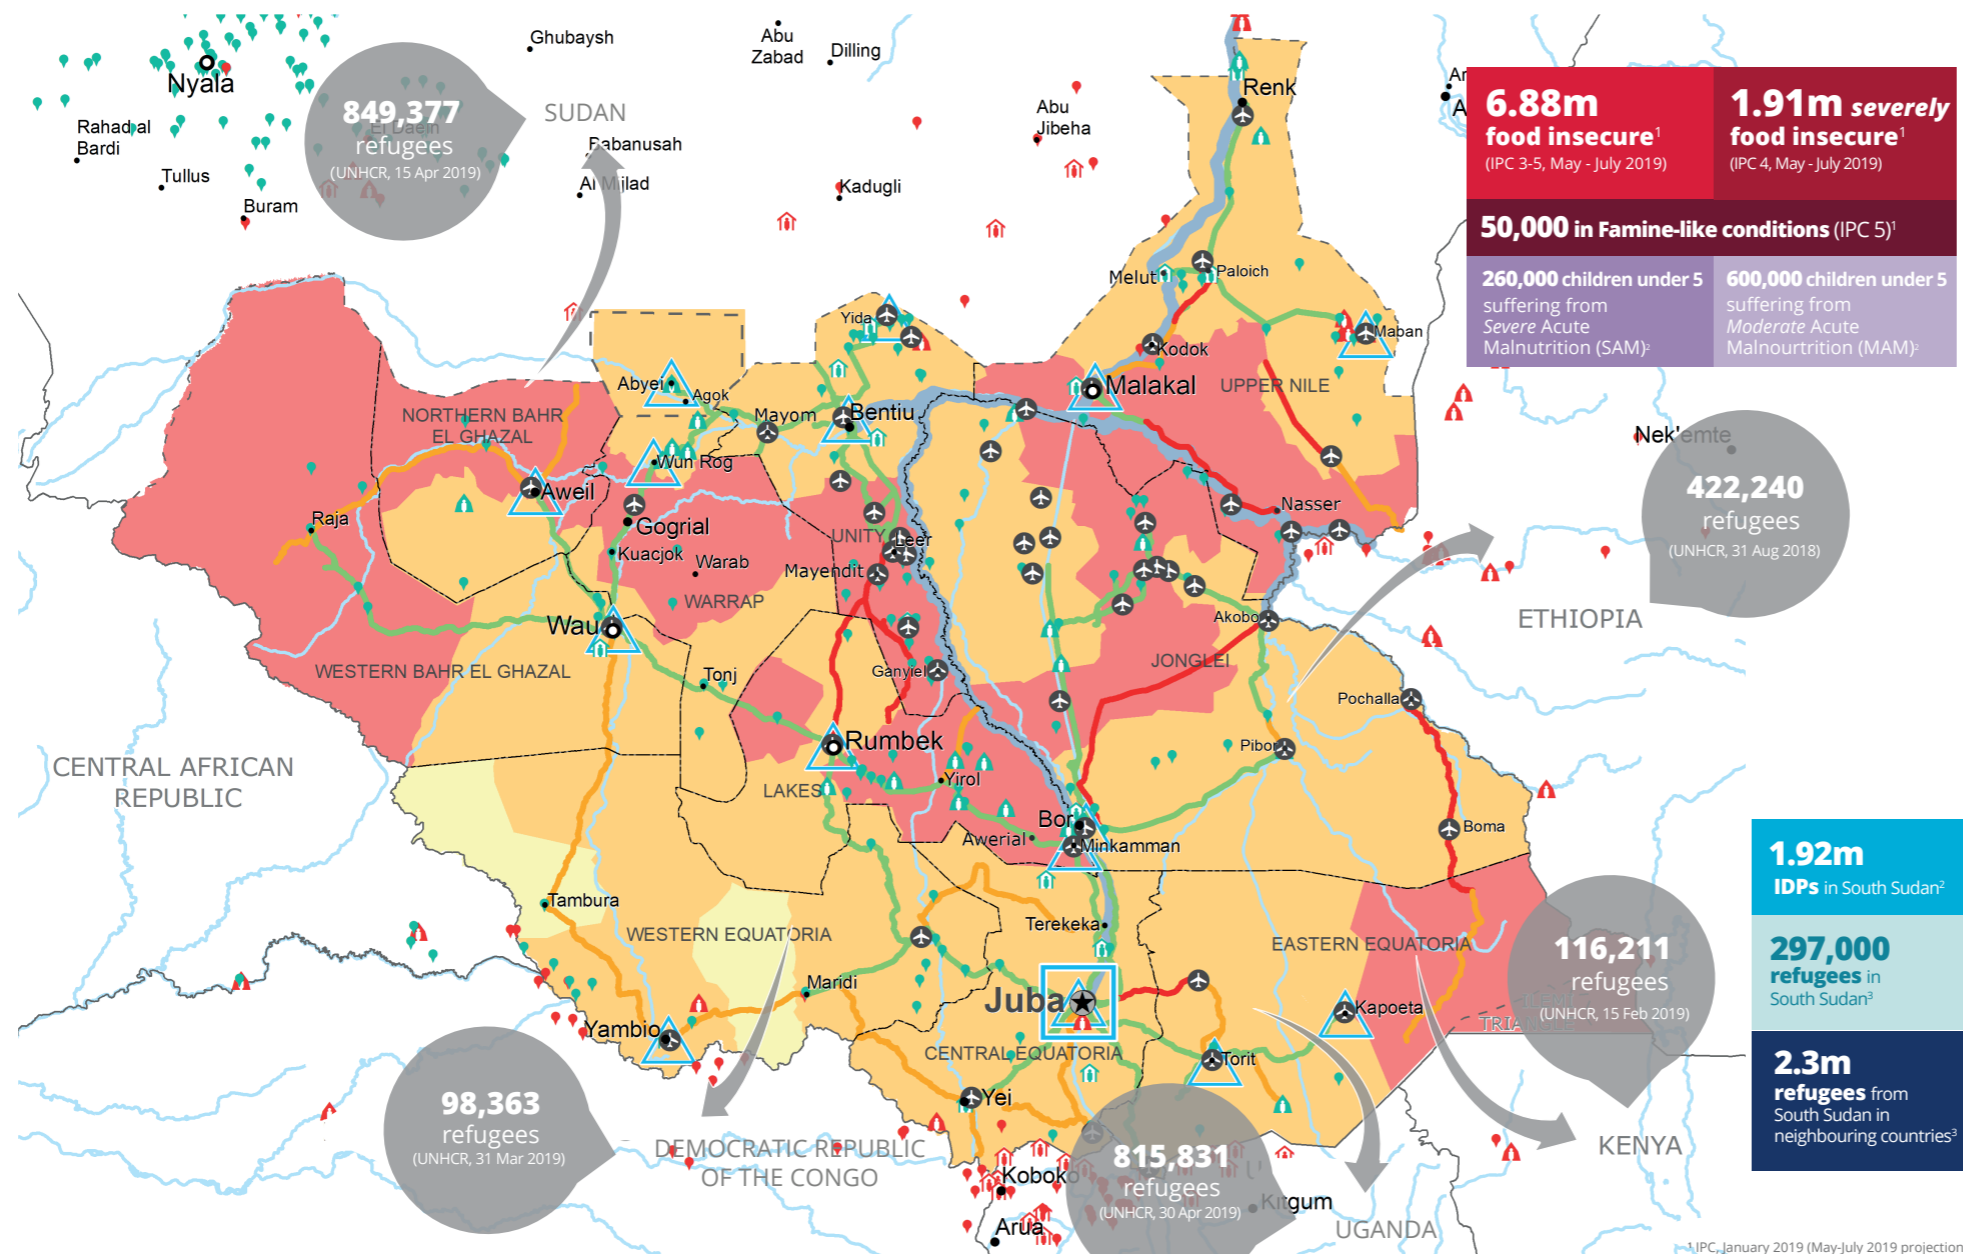 Ghubaysh
Abu
Zabad
Dilling
Nyala
Renk
849,377
refugees
(UNHCR, 15 Apr 2019)
El Daein
SUDAN
Babanusah
Al Mijlad
Rahad al
Bardi
Tullus
Buram
Kadugli
Abu
Jibeha
6.88m
food insecure1
(IPC 3-5, May - July 2019)
1.91m severely
food insecure1
(IPC 4, May - July 2019)
50,000 in Famine-like conditions (IPC 5)1
260,000 children under 5
suffering from
Severe Acute
Malnutrition (SAM)2
600,000 children under 5
suffering from
Moderate Acute
Malnourtrition (MAM)2
Melut
Paloich
Yida
Maban
Kodok
Abyei
Agok
Malakal
UPPER NILE
NORTHERN BAHR
EL GHAZAL
Mayom
Bentiu
Nek'emte
Wun Rog
Aweil
422,240
refugees
(UNHCR, 31 Aug 2018)
Nasser
Raja
Gogrial
UNITY
Leer
Kuacjok
Warab
Mayendit
WARRAP
Wau
Akobo
ETHIOPIA
WESTERN BAHR EL GHAZAL
Tonj
Ganyiel
JONGLEI
Pochalla
Rumbek
Pibor
CENTRAL AFRICAN
REPUBLIC
LAKES
Yirol
Bor
Awerial
Minkamman
Boma
1.92m
IDPs in South Sudan2
Tambura
Terekeka
WESTERN EQUATORIA
EASTERN EQUATORIA
116,211
refugees
(UNHCR, 15 Feb 2019)
TRIANGLE
297,000
refugees in
South Sudan3
Maridi
Juba
Kapoeta
Yambio
CENTRAL EQUATORIA
Torit
2.3m
refugees from
South Sudan in
neighbouring countries3
98,363
refugees
(UNHCR, 31 Mar 2019)
Yei
DEMOCRATIC REPUBLIC
OF THE CONGO
KENYA
815,831
refugees
(UNHCR, 30 Apr 2019)
Koboko
Kitgum
Arua
UGANDA
1 IPC, January 2019 (May-July 2019 projection